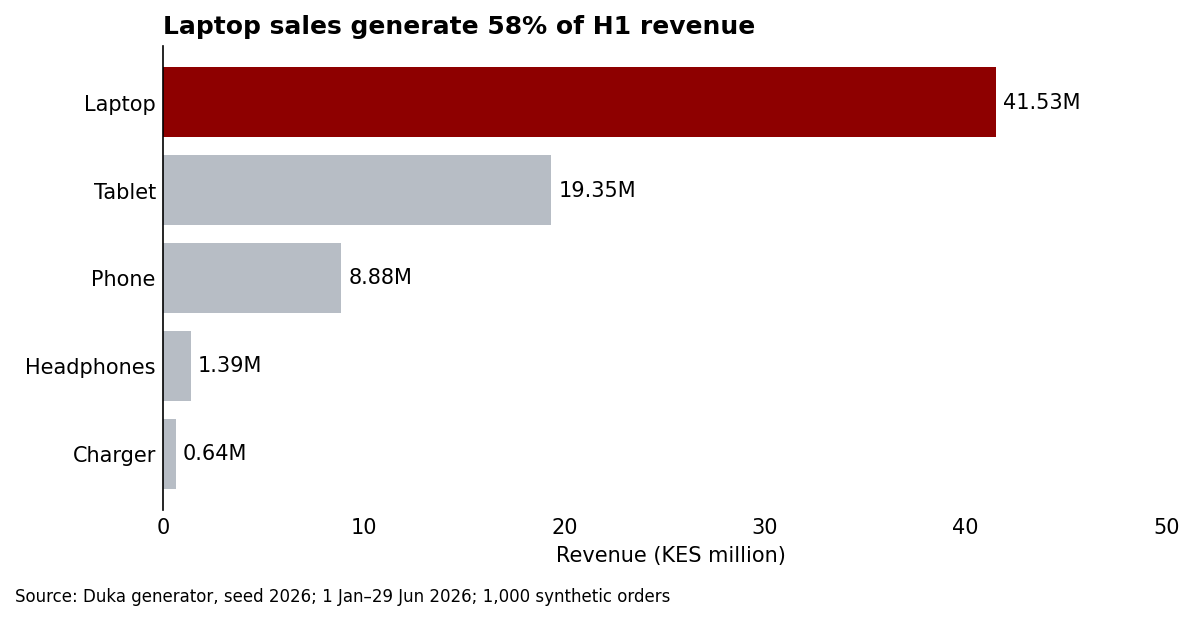 Laptop sales generate 58% of H1 revenue
Laptop 41.53M
Tablet 19.35M
Phone 8.88M
Headphones 1.39M
Charger 0.64M
0 10 20 30 40 50
Revenue (KES million)
Source: Duka generator, seed 2026; 1 Jan–29 Jun 2026; 1,000 synthetic orders